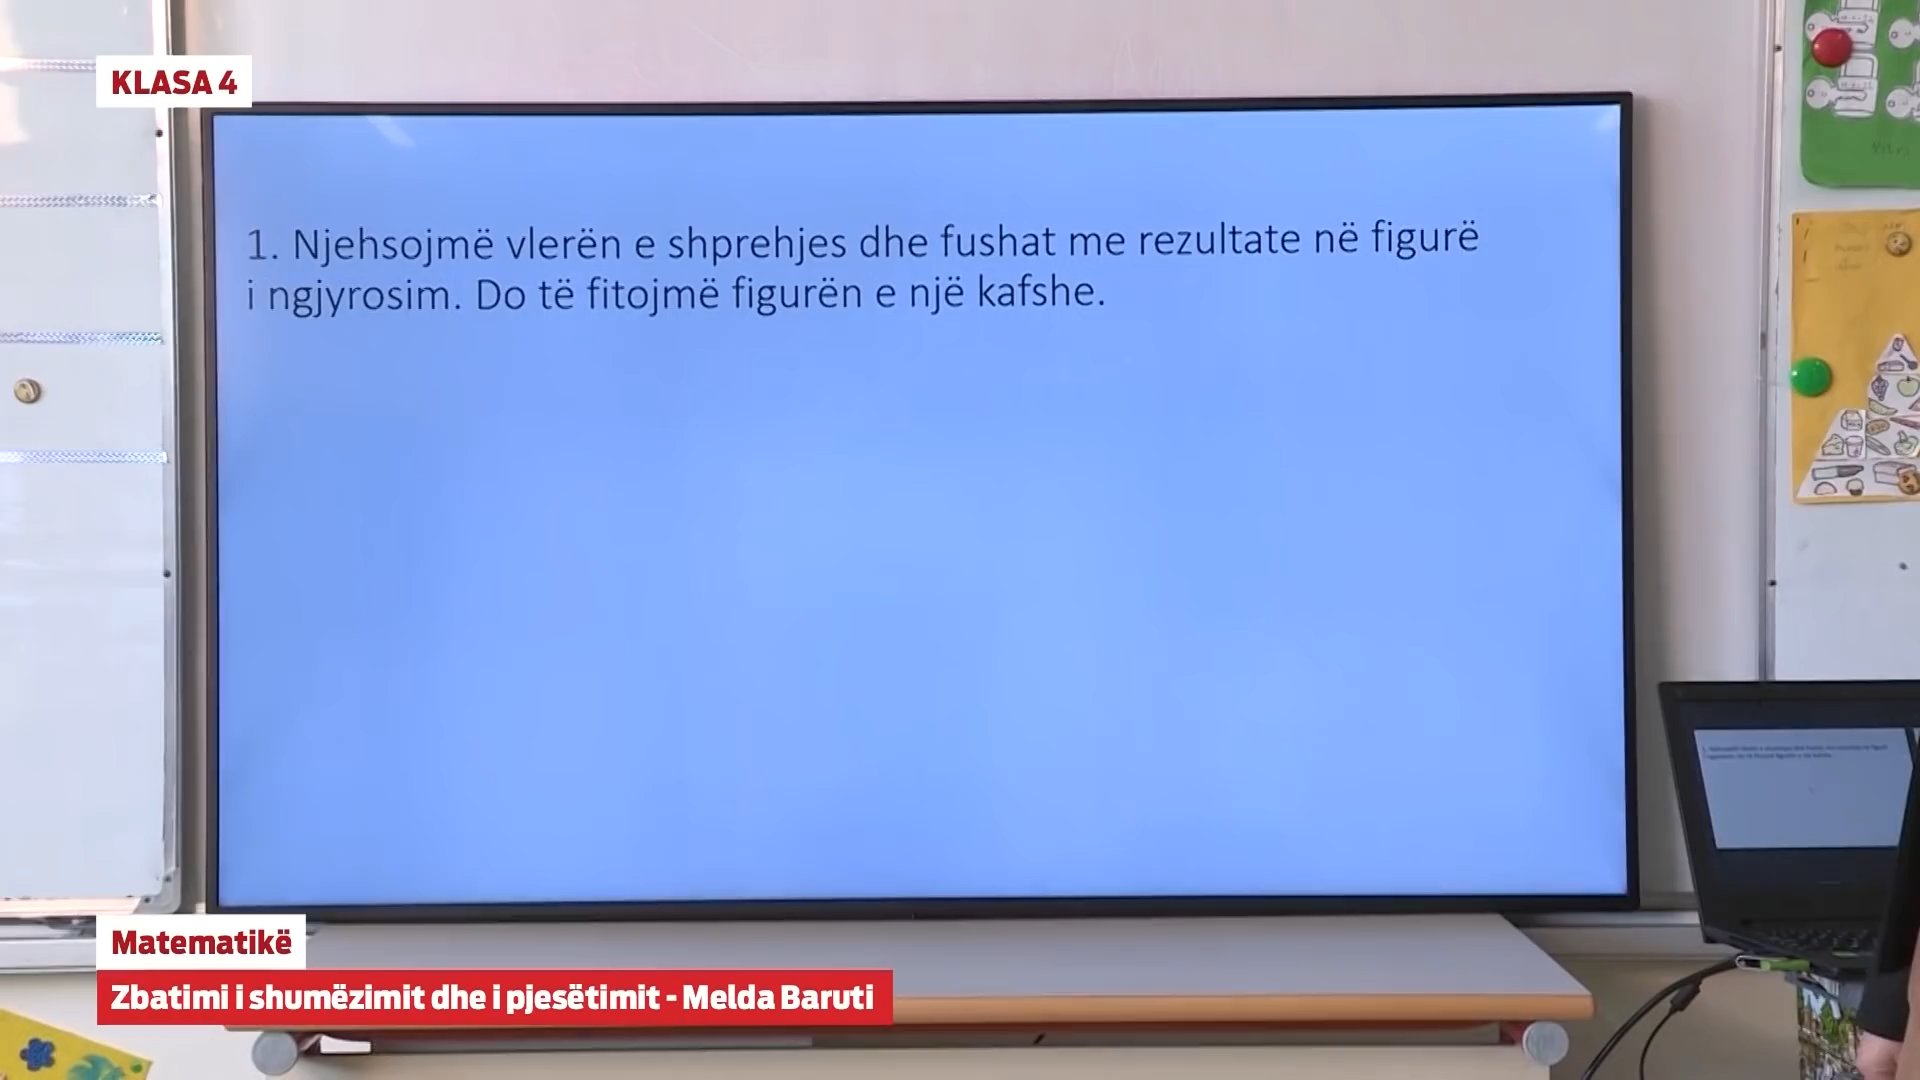 KLASA 4
1. Njehsojmë vlerën e shprehjes dhe fushat me rezultate në figurë
i ngjyrosim. Do të fitojmë figurën e një kafshe.
Matematikë
Zbatimi i shumëzimit dhe i pjesëtimit - Melda Baruti